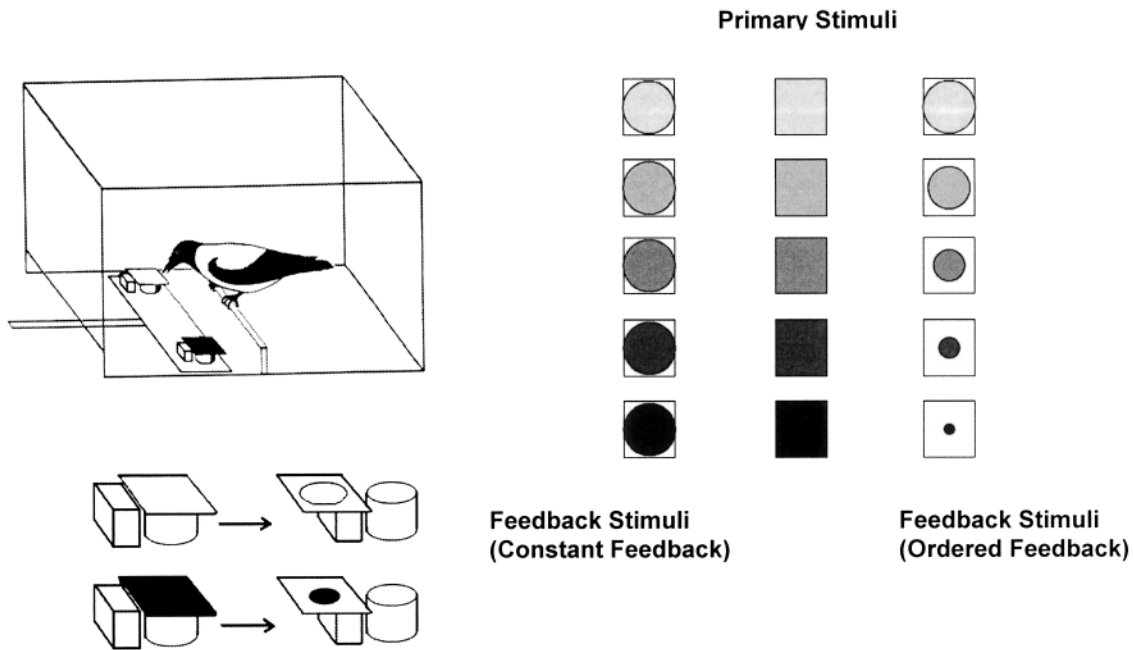 Primary Stimuli
Feedback Stimuli
(Constant Feedback)
Feedback Stimuli
(Ordered Feedback)